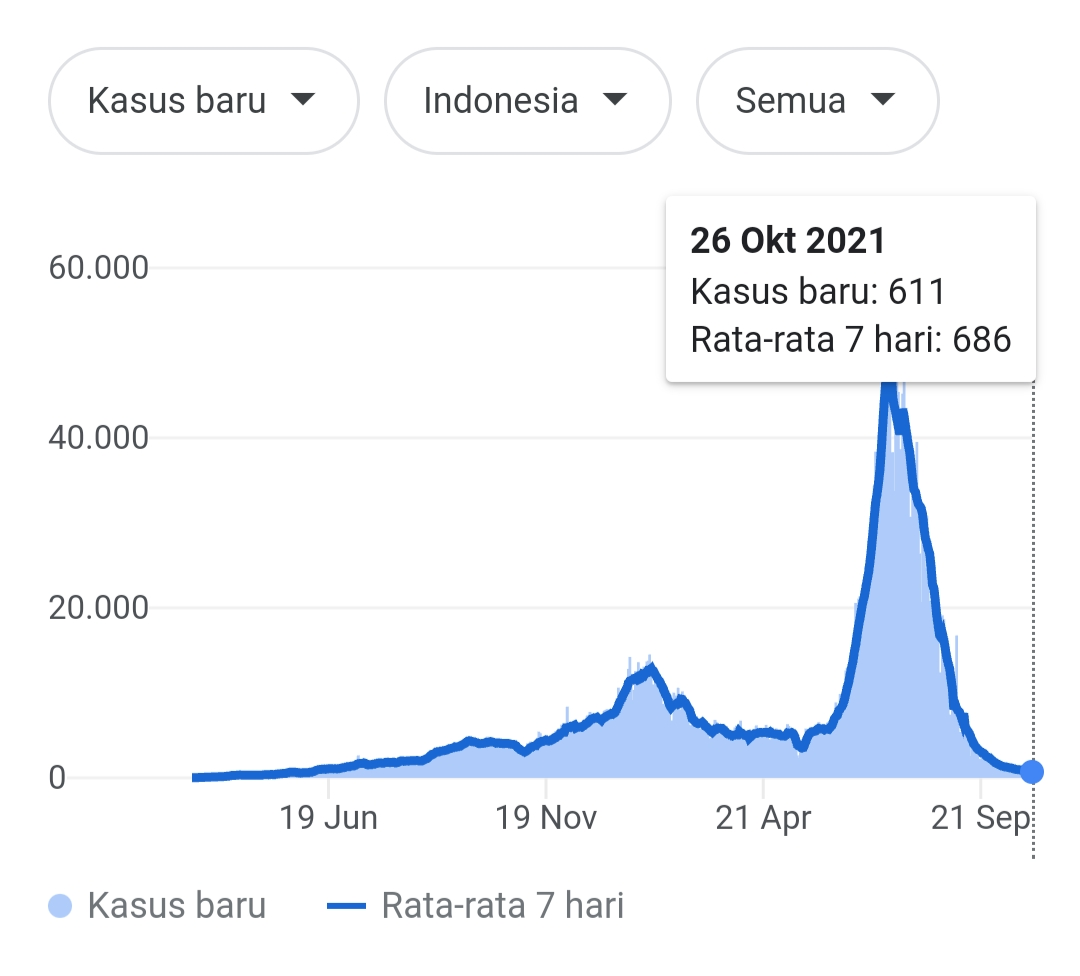 Kasus baru
Indonesia
Semua
26 Okt 2021
Kasus baru: 611
Rata-rata 7 hari: 686
60.000
40.000
20.000
0
19 Jun
19 Nov
21 Apr
21 Sep
Kasus baru
Rata-rata 7 hari